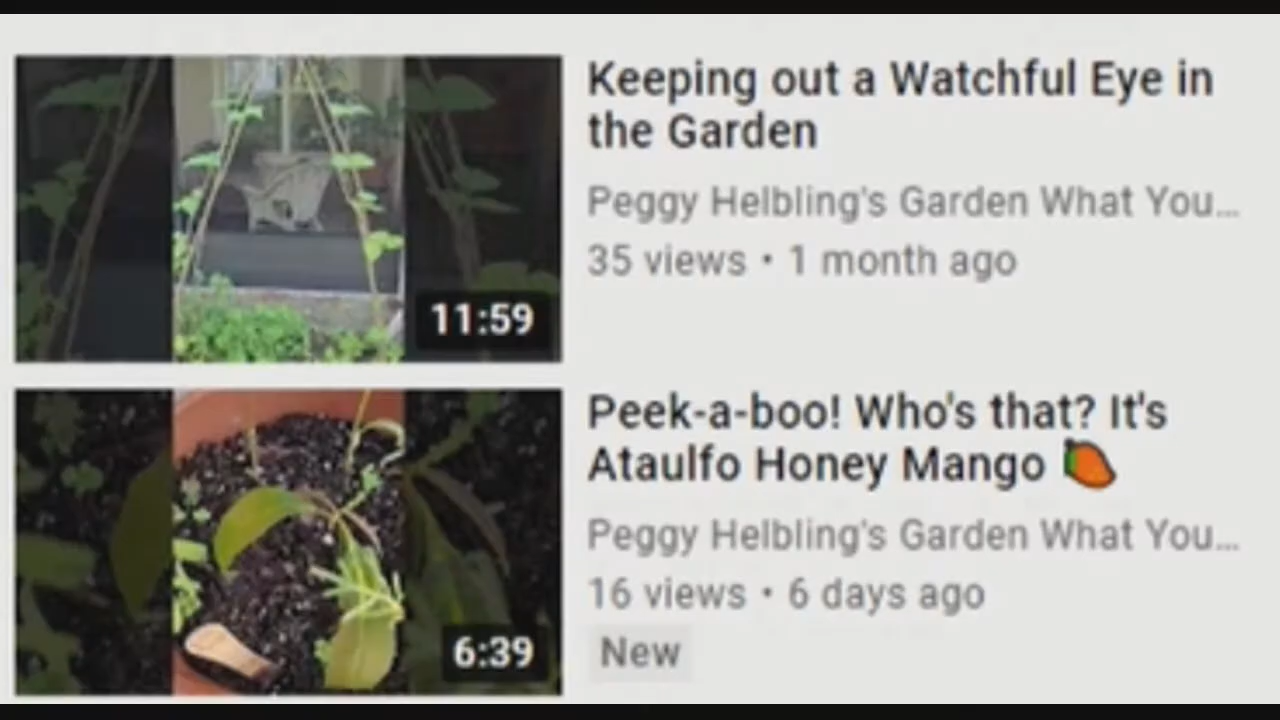 Keeping out a Watchful Eye in
the Garden
Peggy Helbling's Garden What You...
35 views • 1 month ago
11:59
Peek-a-boo! Who's that? It's
Ataulfo Honey Mango 🥭
Peggy Helbling's Garden What You...
16 views • 6 days ago
6:39
New